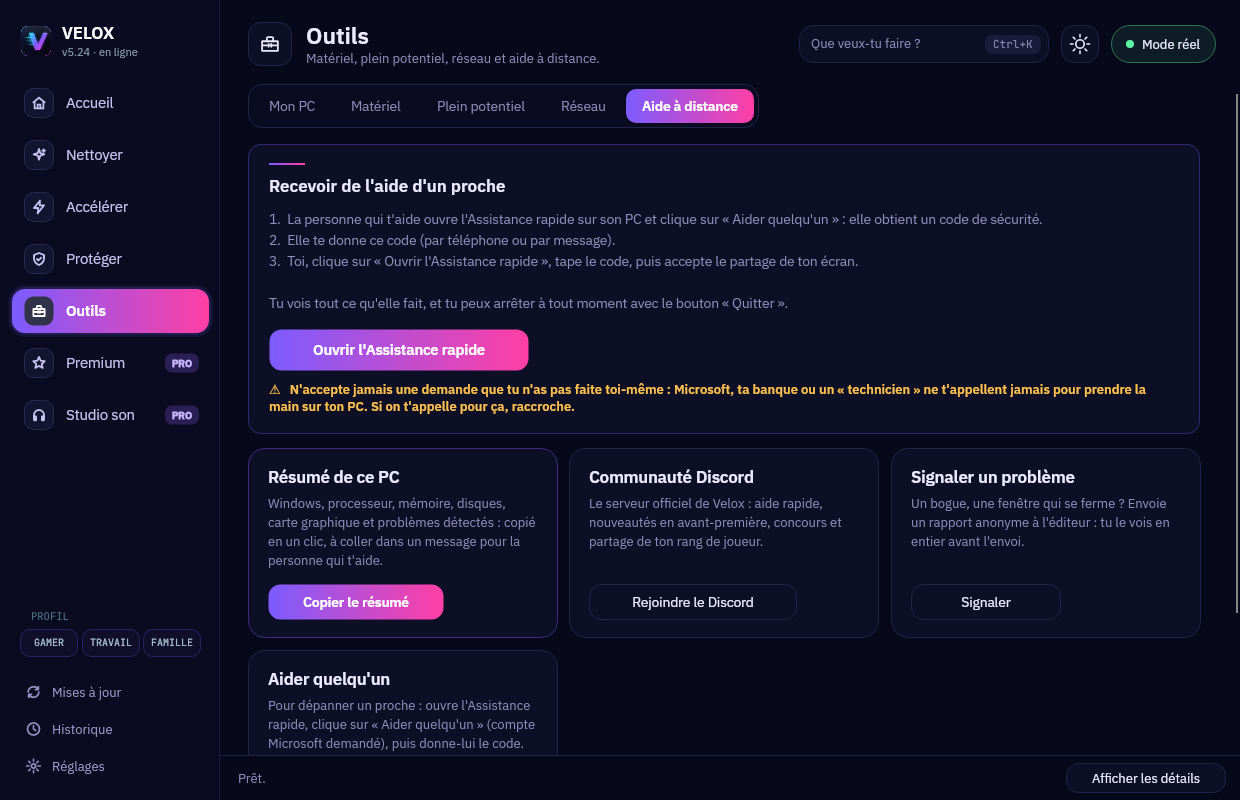 VELOX
v5.24 · en ligne
Accueil
Nettoyer
Accélérer
Protéger
Outils
Premium
PRO
Studio son
PRO
PROFIL
GAMER
TRAVAIL
FAMILLE
Mises à jour
Historique
Réglages
Outils
Matériel, plein potentiel, réseau et aide à distance.
Que veux-tu faire ?
Ctrl+K
Mode réel
Mon PC
Matériel
Plein potentiel
Réseau
Aide à distance
Recevoir de l'aide d'un proche
1. La personne qui t'aide ouvre l'Assistance rapide sur son PC et clique sur « Aider quelqu'un » : elle obtient un code de sécurité.
2. Elle te donne ce code (par téléphone ou par message).
3. Toi, clique sur « Ouvrir l'Assistance rapide », tape le code, puis accepte le partage de ton écran.
Tu vois tout ce qu'elle fait, et tu peux arrêter à tout moment avec le bouton « Quitter ».
Ouvrir l'Assistance rapide
⚠ N'accepte jamais une demande que tu n'as pas faite toi-même : Microsoft, ta banque ou un « technicien » ne t'appellent jamais pour prendre la
main sur ton PC. Si on t'appelle pour ça, raccroche.
Résumé de ce PC
Windows, processeur, mémoire, disques,
carte graphique et problèmes détectés : copié
en un clic, à coller dans un message pour la
personne qui t'aide.
Copier le résumé
Communauté Discord
Le serveur officiel de Velox : aide rapide,
nouveautés en avant-première, concours et
partage de ton rang de joueur.
Rejoindre le Discord
Signaler un problème
Un bogue, une fenêtre qui se ferme ? Envoie
un rapport anonyme à l'éditeur : tu le vois en
entier avant l'envoi.
Signaler
Aider quelqu'un
Pour dépanner un proche : ouvre l'Assistance
rapide, clique sur « Aider quelqu'un » (compte
Microsoft demandé), puis donne-lui le code.
Prêt.
Afficher les détails